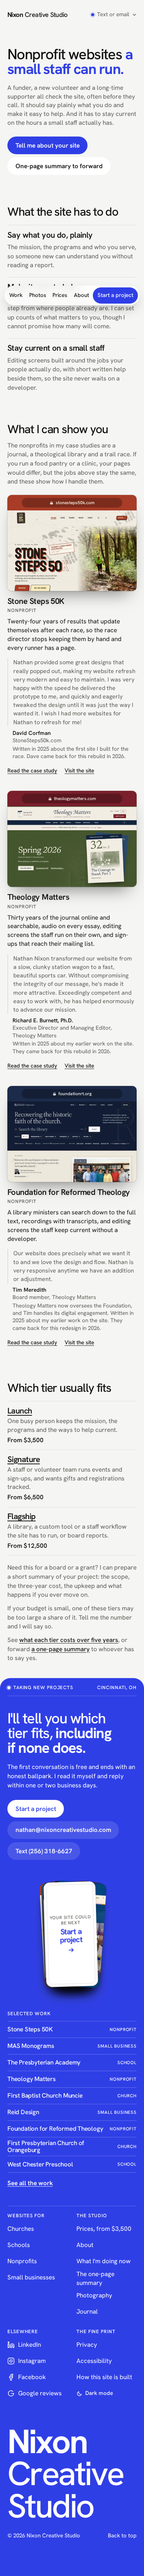 Nixon Creative Studio
Text or email
Nonprofit websites a
small staff can run.
A funder, a new volunteer and a long-time
supporter all check the site, often before they
call. It should say plainly what you do and
make it easy to help. And it has to stay current
on the hours a small staff actually has.
Tell me about your site
One-page summary to forward
What the site has to do
Say what you do, plainly
The mission, the programs and who you serve,
so someone new can understand you without
reading a report.
Work
Photos
Prices
About
Start a project
step from where people already are. I can set
up counts of what matters, though I
cannot promise how many will come.
Stay current on a small staff
Editing screens built around the jobs your
people actually do, with short written help
beside them, so the site stays yours on a
developer.
What I can show you
The nonprofits in my case studies are a
journal, a theological library and a trail race. If
you run a food pantry or a clinic, your pages
would differ, but the jobs above stay the same,
and these show how I handle them.
stonesteps50k.com
STONE
STEPS 50
Stone Steps 50K
NONPROFIT
Twenty-four years of results that update
themselves after each race, so the race
director stops keeping them by hand and
every runner has a page.
Nathan provided some great designs that
really helped us make my vision a refresh
and more modern and certain. I was very
happy with the speed he delivered the
changes that were needed, and eagerly
tweaked the design until it was just how I
wanted it. I wish I had more websites for
Nathan to refresh for me!
David Corfman
StoneSteps50k.com
Written in 2025 about the first site I built for the
race. Dave came back for this rebuild in 2026.
Read the case study
Visit the site
theologymatters.com
Theology Matters
SPRING 2026
32
Theology Matters
NONPROFIT
Thirty years of the journal online and
searchable, audio on every essay, editing
screens the staff run on their own, and sign-
ups that reach their mailing list.
Nathan Nixon transformed our website from
a slow, clunky station wagon to a fast,
beautiful sports car. Without compromising
the integrity of our message, he's made it
more accessible. Exceedingly competent and
easy to work with, he has helped enormously
to advance our mission.
Richard E. Burnett, Ph.D.
Executive Director and Managing Editor,
Theology Matters
Written in 2025 about my earlier work on the site.
They came back for this rebuild in 2026.
Read the case study
Visit the site
foundationrt.org
Foundation for Reformed Theology
NONPROFIT
A library ministers can search down to the full
text, recordings with transcripts, and editing
screens the staff keep current without a
developer.
Our website does precisely what we want it
to do and we love the design and flow.
Nathan is very responsive anytime we have
an addition or adjustment.
Tim Meredith
Board member, Theology Matters
Theology Matters now oversees the Foundation,
and Tim handles its digital engagement. Written in
2025 about my earlier work on the site. They
came back for this redesign in 2026.
Read the case study
Visit the site
Which tier usually fits
Launch
One busy person keeps the mission, the
programs and the ways to help current.
From $3,500
Signature
A staff or volunteer team runs events and
sign-ups, with dates, gifts and registrations
tracked.
From $6,500
Flagship
A library, a custom tool or a staff workflow
the site has to run, or board reports.
From $12,500
Need this for a board or a grant? I can prepare
a short summary of your project: the scope,
the three-year cost, and the upkeep and what
happens if you ever move on.
If your budget is small, one of these tiers may
still be too large a share of it. Tell me the number
and I will say so.
See what each tier costs over five years, or
forward a one-page summary to whoever has
to say yes.
TAKING NEW PROJECTS
CINCINNATI, OH
I'll tell you which
tier fits, including
if none does.
The first conversation is free and ends with an
honest ballpark. I read it myself and reply
within one or two business days.
Start a project
nathan@nixoncreativestudio.com
Text (256) 318-6627
YOUR SITE COULD
BE NEXT
Start a
project
SELECTED WORK
Stone Steps 50K
NONPROFIT
MAS Monograms
SMALL BUSINESS
The Presbyterian Academy
SCHOOL
Theology Matters
NONPROFIT
First Baptist Church Muncie
CHURCH
Reid Design
SMALL BUSINESS
Foundation for Reformed Theology
NONPROFIT
First Presbyterian Church of
Orangeburg
CHURCH
West Chester Preschool
SCHOOL
See all the work
WEBSITES FOR
Churches
Schools
Nonprofits
Small businesses
THE STUDIO
Prices, from $3,500
About
What I'm doing now
The one-page
summary
Photography
Journal
ELSEWHERE
LinkedIn
Instagram
Facebook
Google reviews
THE FINE PRINT
Privacy
Accessibility
How this site is built
Dark mode
Nixon
Creative
Studio
© 2026 Nixon Creative Studio
Back to top